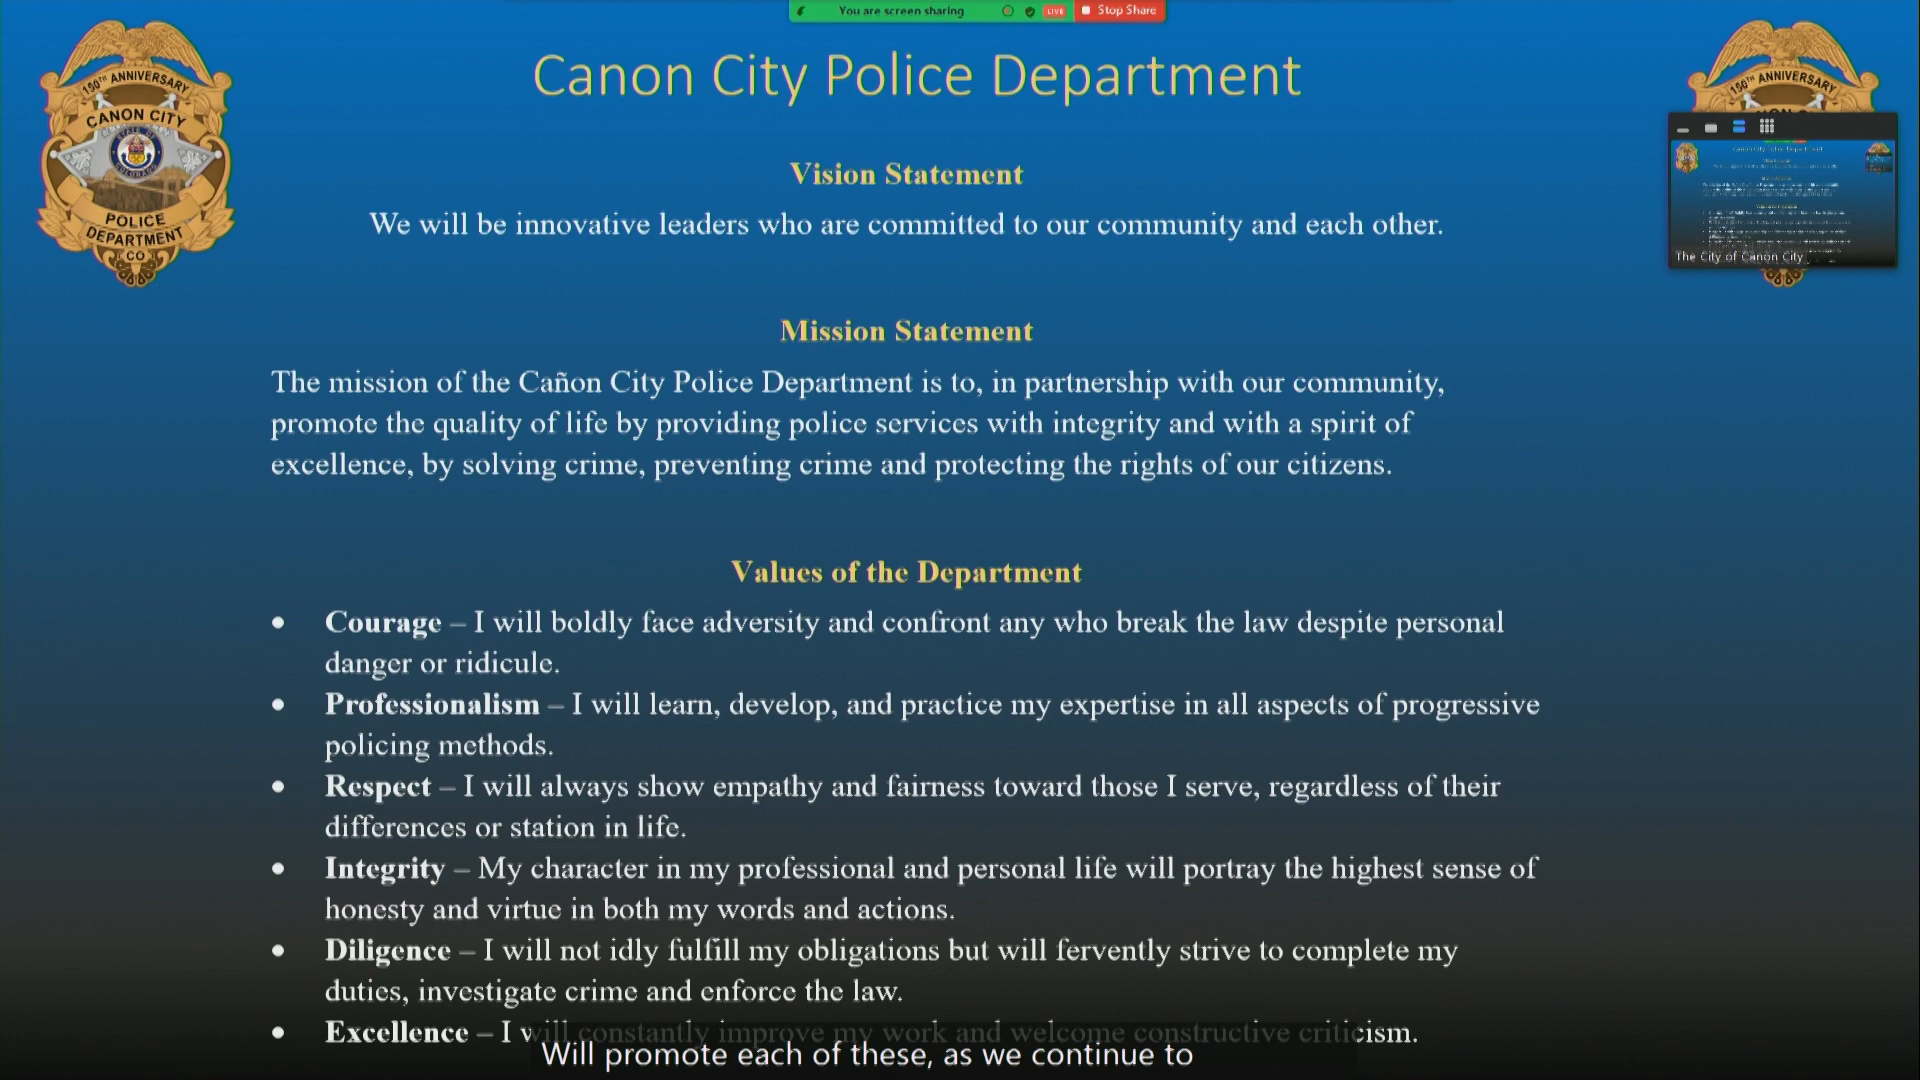 You are screen sharing
LIVE
Stop Share
150TH ANNIVERSARY
CANON CITY
STATE OF
COLORADO
POLICE
DEPARTMENT
CO
Canon City Police Department
150TH ANNIVERSARY
The City of Canon City
Vision Statement
We will be innovative leaders who are committed to our community and each other.
Mission Statement
The mission of the Cañon City Police Department is to, in partnership with our community,
promote the quality of life by providing police services with integrity and with a spirit of
excellence, by solving crime, preventing crime and protecting the rights of our citizens.
Values of the Department
• Courage – I will boldly face adversity and confront any who break the law despite personal
danger or ridicule.
• Professionalism – I will learn, develop, and practice my expertise in all aspects of progressive
policing methods.
• Respect – I will always show empathy and fairness toward those I serve, regardless of their
differences or station in life.
• Integrity – My character in my professional and personal life will portray the highest sense of
honesty and virtue in both my words and actions.
• Diligence – I will not idly fulfill my obligations but will fervently strive to complete my
duties, investigate crime and enforce the law.
• Excellence – I will constantly improve my work and welcome constructive criticism.
Will promote each of these, as we continue to